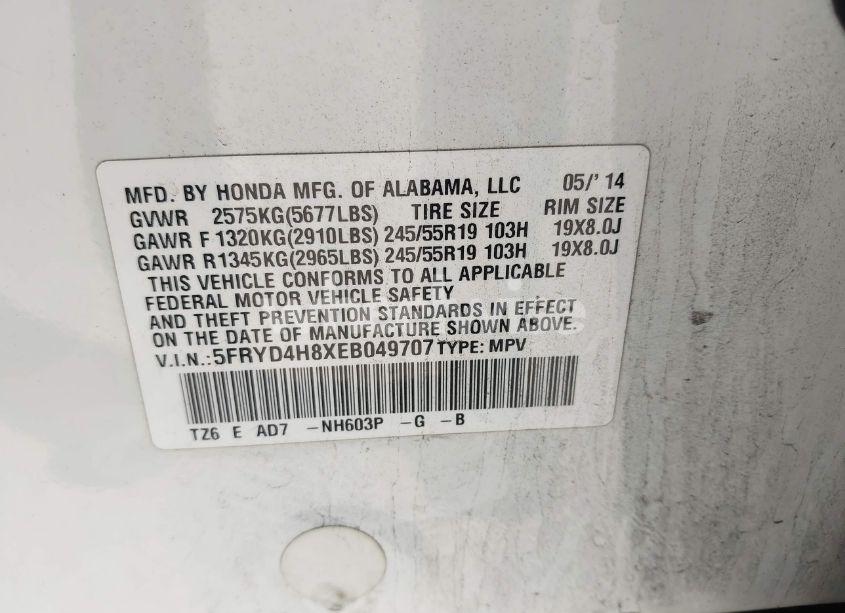 MFD. BY HONDA MFG. OF ALABAMA, LLC 05/' 14
GVWR 2575KG(5677LBS) TIRE SIZE RIM SIZE
GAWR F 1320KG(2910LBS) 245/55R19 103H 19X8.0J
GAWR R1345KG(2965LBS) 245/55R19 103H 19X8.0J
THIS VEHICLE CONFORMS TO ALL APPLICABLE
FEDERAL MOTOR VEHICLE SAFETY
AND THEFT PREVENTION STANDARDS IN EFFECT
ON THE DATE OF MANUFACTURE SHOWN ABOVE.
V.I.N.:5FRYD4H8XEB049707 TYPE: MPV
TZ6 E AD7 -NH603P -G -B